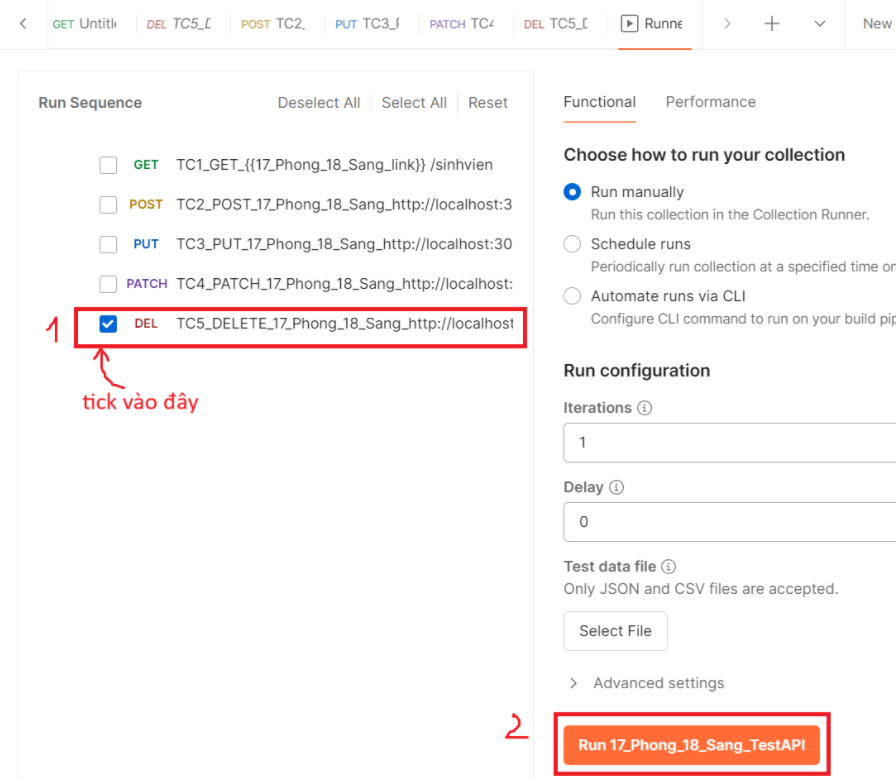 GET Untitle
DEL TC5_D
POST TC2_
PUT TC3_F
PATCH TC4
DEL TC5_D
Runne
New
Run Sequence
Deselect All
Select All
Reset
GET TC1_GET_{{17_Phong_18_Sang_link}} /sinhvien
POST TC2_POST_17_Phong_18_Sang_http://localhost:3
PUT TC3_PUT_17_Phong_18_Sang_http://localhost:30
PATCH TC4_PATCH_17_Phong_18_Sang_http://localhost:
1 DEL TC5_DELETE_17_Phong_18_Sang_http://localhost
tick vào đây
Functional Performance
Choose how to run your collection
Run manually
Run this collection in the Collection Runner.
Schedule runs
Periodically run collection at a specified time on
Automate runs via CLI
Configure CLI command to run on your build pip
Run configuration
Iterations
1
Delay
0
Test data file
Only JSON and CSV files are accepted.
Select File
Advanced settings
2
Run 17_Phong_18_Sang_TestAPI